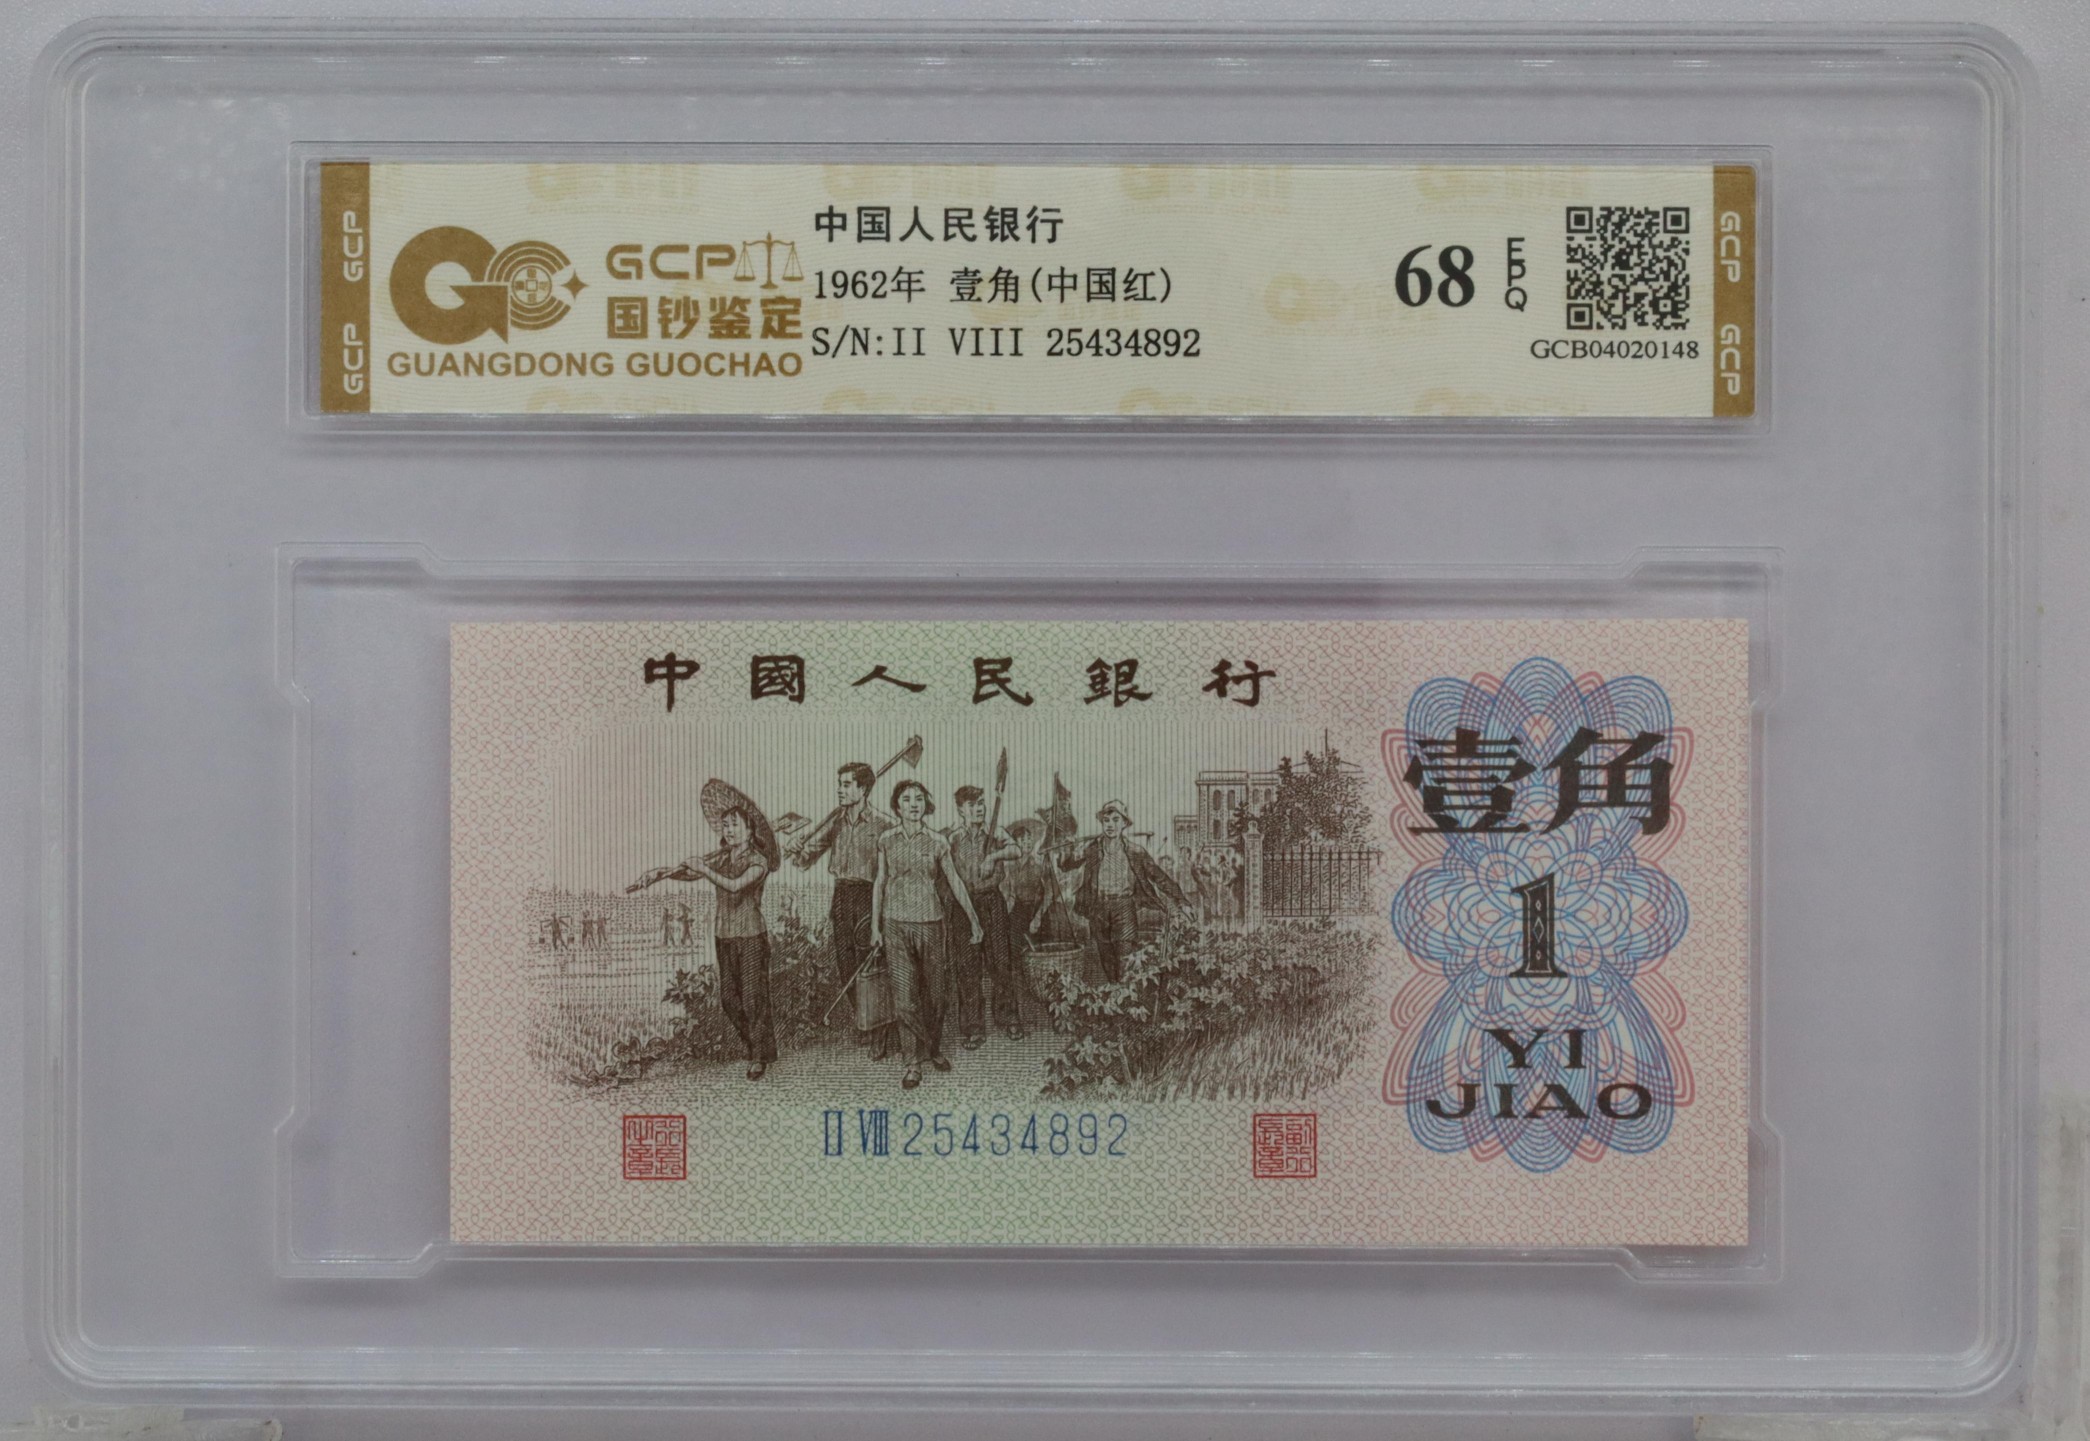 GCP GCP
GCP
国钞鉴定
GUANGDONG GUOCHAO
中国人民银行
1962年 壹角(中国红)
S/N:II VIII 25434892
68
EPQ
GCB04020148
GCP GCP
中國人民銀行
壹角
1
YI
JIAO
II VIII 25434892